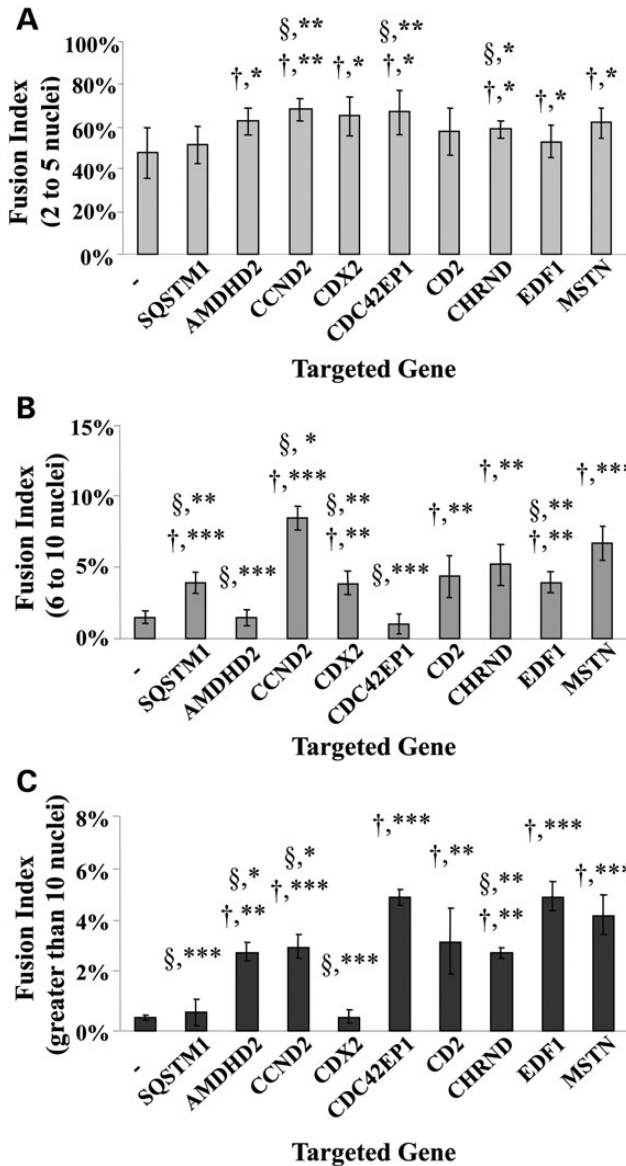 A
Fusion Index
(2 to 5 nuclei)
100%
80%
60%
40%
20%
0%
†,*
§,**
†,**
†,*
§,**
†,*
§,*
†,*
†,*
†,*
-
SQSTM1
AMDHD2
CCND2
CDX2
CDC42EP1
CD2
CHRND
EDF1
MSTN
Targeted Gene
B
Fusion Index
(6 to 10 nuclei)
15%
10%
5%
0%
§,**
†,***
§,***
§, *
†,***
§,**
†,**
§,***
†,**
†,**
§,**
†,**
†,***
-
SQSTM1
AMDHD2
CCND2
CDX2
CDC42EP1
CD2
CHRND
EDF1
MSTN
Targeted Gene
C
Fusion Index
(greater than 10 nuclei)
8%
6%
4%
2%
0%
§,***
§,*
†,**
§,*
†,***
§,***
†,***
†,**
§,**
†,**
†,***
†,***
-
SQSTM1
AMDHD2
CCND2
CDX2
CDC42EP1
CD2
CHRND
EDF1
MSTN
Targeted Gene